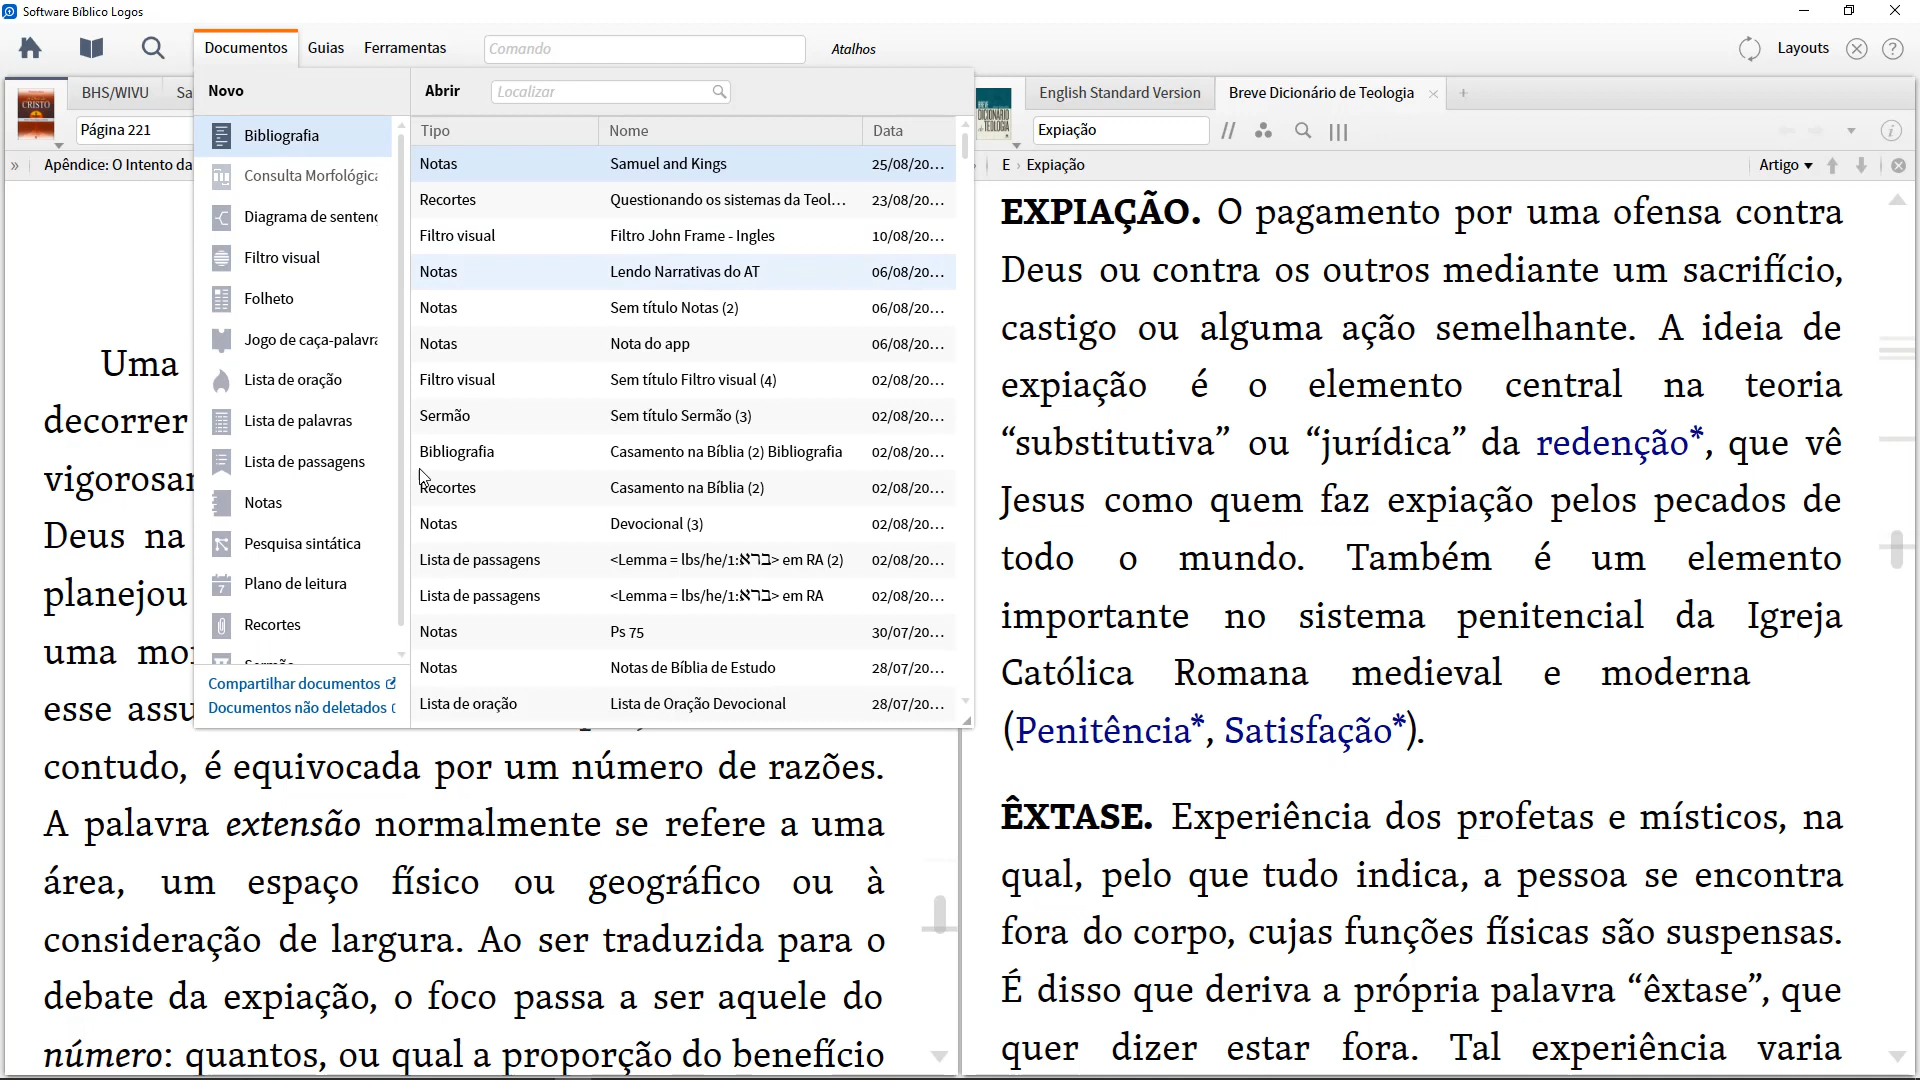 Software Bíblico Logos
Documentos Guias Ferramentas Comando Atalhos Layouts
CRISTO
BHS/WIVU Sa
Página 221
» Apêndice: O Intento da
Novo
Bibliografia
Consulta Morfológica
Diagrama de sentenç
Filtro visual
Folheto
Jogo de caça-palavra
Lista de oração
Lista de palavras
Lista de passagens
Notas
Pesquisa sintática
Plano de leitura
Recortes
Sermão
Compartilhar documentos
Documentos não deletados
Abrir Localizar
Tipo Nome Data
Notas Samuel and Kings 25/08/20...
Recortes Questionando os sistemas da Teol... 23/08/20...
Filtro visual Filtro John Frame - Ingles 10/08/20...
Notas Lendo Narrativas do AT 06/08/20...
Notas Sem título Notas (2) 06/08/20...
Notas Nota do app 06/08/20...
Filtro visual Sem título Filtro visual (4) 02/08/20...
Sermão Sem título Sermão (3) 02/08/20...
Bibliografia Casamento na Bíblia (2) Bibliografia 02/08/20...
Recortes Casamento na Bíblia (2) 02/08/20...
Notas Devocional (3) 02/08/20...
Lista de passagens <Lemma = lbs/he/1:ברא> em RA (2) 02/08/20...
Lista de passagens <Lemma = lbs/he/1:ברא> em RA 02/08/20...
Notas Ps 75 30/07/20...
Notas Notas de Bíblia de Estudo 28/07/20...
Lista de oração Lista de Oração Devocional 28/07/20...
Uma
decorrer
vigorosar
Deus na
planejou
uma mo
esse assu
contudo, é equivocada por um número de razões.
A palavra extensão normalmente se refere a uma
área, um espaço físico ou geográfico ou à
consideração de largura. Ao ser traduzida para o
debate da expiação, o foco passa a ser aquele do
número: quantos, ou qual a proporção do benefício
BREVE
DICIONÁRIO
DE TEOLOGIA
English Standard Version Breve Dicionário de Teologia × +
Expiação
E › Expiação Artigo
EXPIAÇÃO. O pagamento por uma ofensa contra
Deus ou contra os outros mediante um sacrifício,
castigo ou alguma ação semelhante. A ideia de
expiação é o elemento central na teoria
“substitutiva” ou “jurídica” da redenção*, que vê
Jesus como quem faz expiação pelos pecados de
todo o mundo. Também é um elemento
importante no sistema penitencial da Igreja
Católica Romana medieval e moderna
(Penitência*, Satisfação*).
ÊXTASE. Experiência dos profetas e místicos, na
qual, pelo que tudo indica, a pessoa se encontra
fora do corpo, cujas funções físicas são suspensas.
É disso que deriva a própria palavra “êxtase”, que
quer dizer estar fora. Tal experiência varia